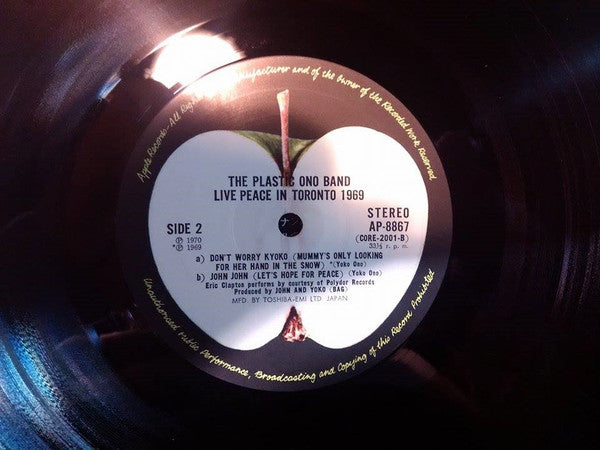 Manufacturer and of the Owner of the Recorded Work Reserved.
Apple Records · All Rig
THE PLASTIC ONO BAND
LIVE PEACE IN TORONTO 1969
SIDE 2
STEREO
AP-8867
(CORE-2001-B)
33⅓ r. p. m.
Ⓟ 1970
*Ⓟ 1969
a) DON'T WORRY KYOKO (MUMMY'S ONLY LOOKING
FOR HER HAND IN THE SNOW) *(Yoko Ono)
b) JOHN JOHN (LET'S HOPE FOR PEACE) (Yoko Ono)
Eric Clapton performs by courtesy of Polydor Records
Produced by JOHN AND YOKO (BAG)
MFD. BY TOSHIBA-EMI LTD. JAPAN
Unauthorised Public Performance, Broadcasting and Copying of this Record Prohibited